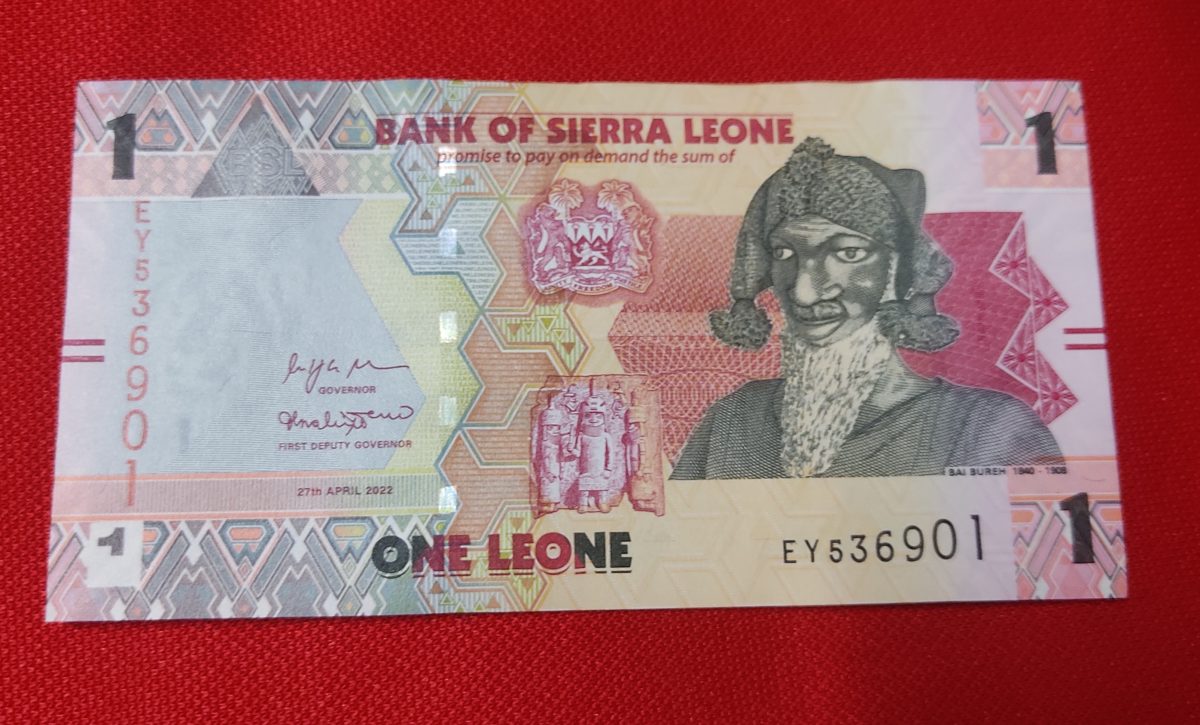 1
1
BANK OF SIERRA LEONE
promise to pay on demand the sum of
EY536901
GOVERNOR
FIRST DEPUTY GOVERNOR
27th APRIL 2022
BAI BUREH 1840 - 1908
ONE LEONE
EY536901
1
1